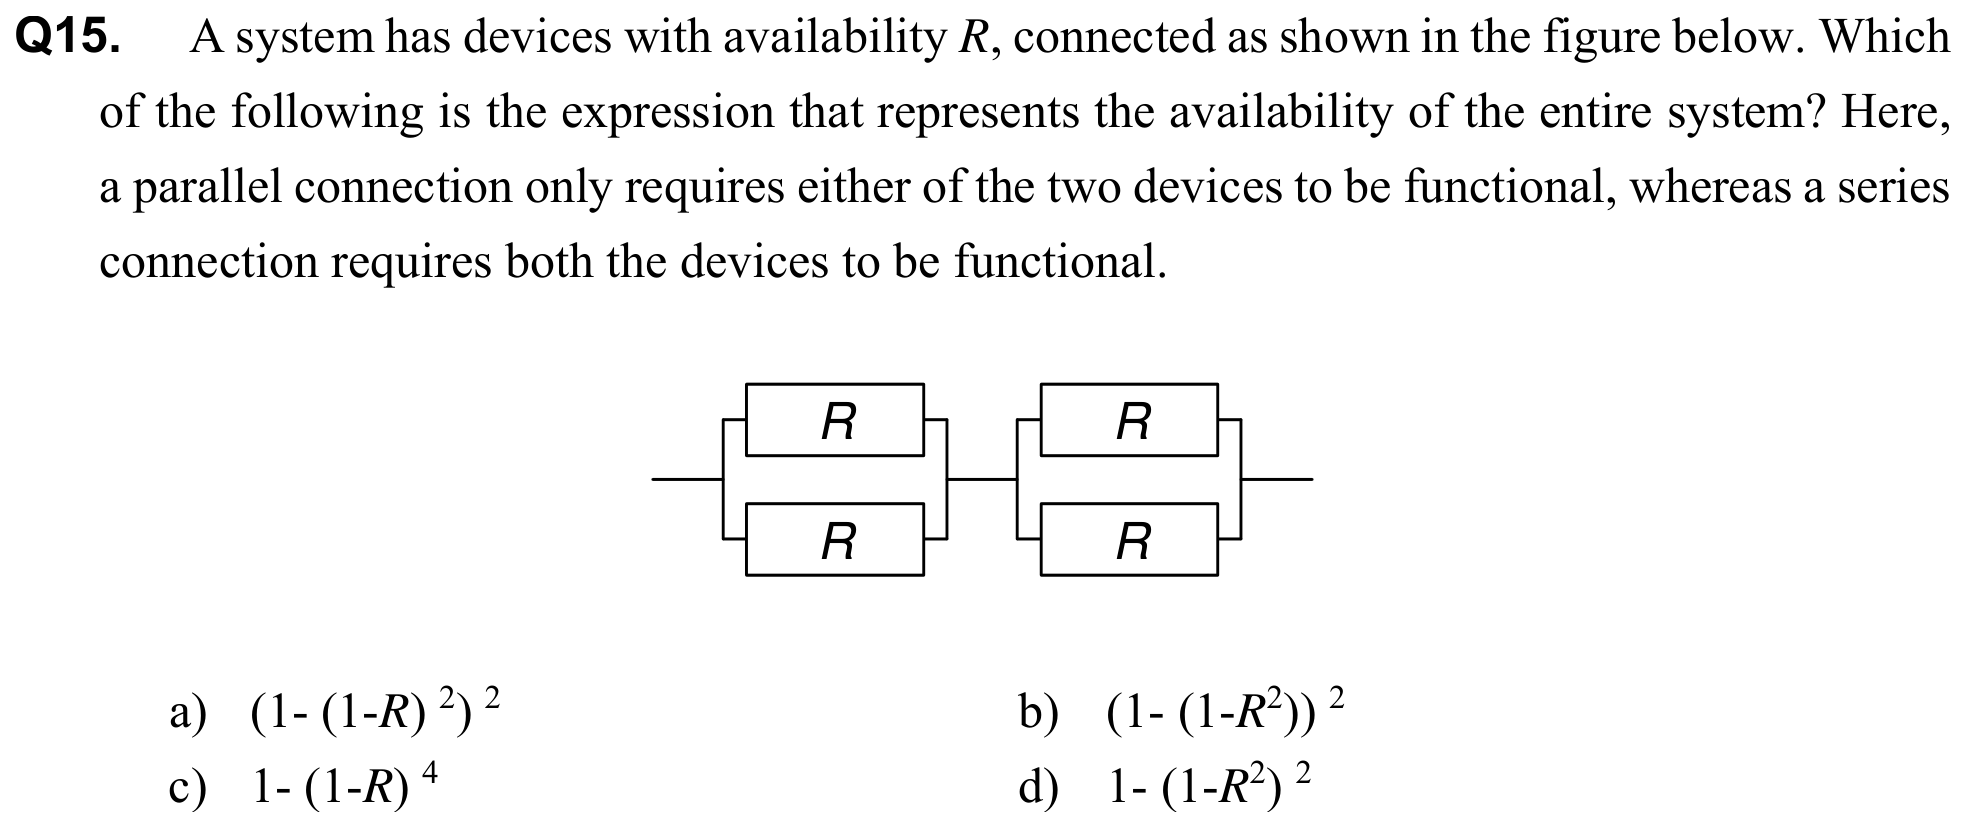 Q15. A system has devices with availability R, connected as shown in the figure below. Which
of the following is the expression that represents the availability of the entire system? Here,
a parallel connection only requires either of the two devices to be functional, whereas a series
connection requires both the devices to be functional.
R R
R R
a) (1- (1-R) ²) ² b) (1- (1-R²)) ²
c) 1- (1-R) ⁴ d) 1- (1-R²) ²